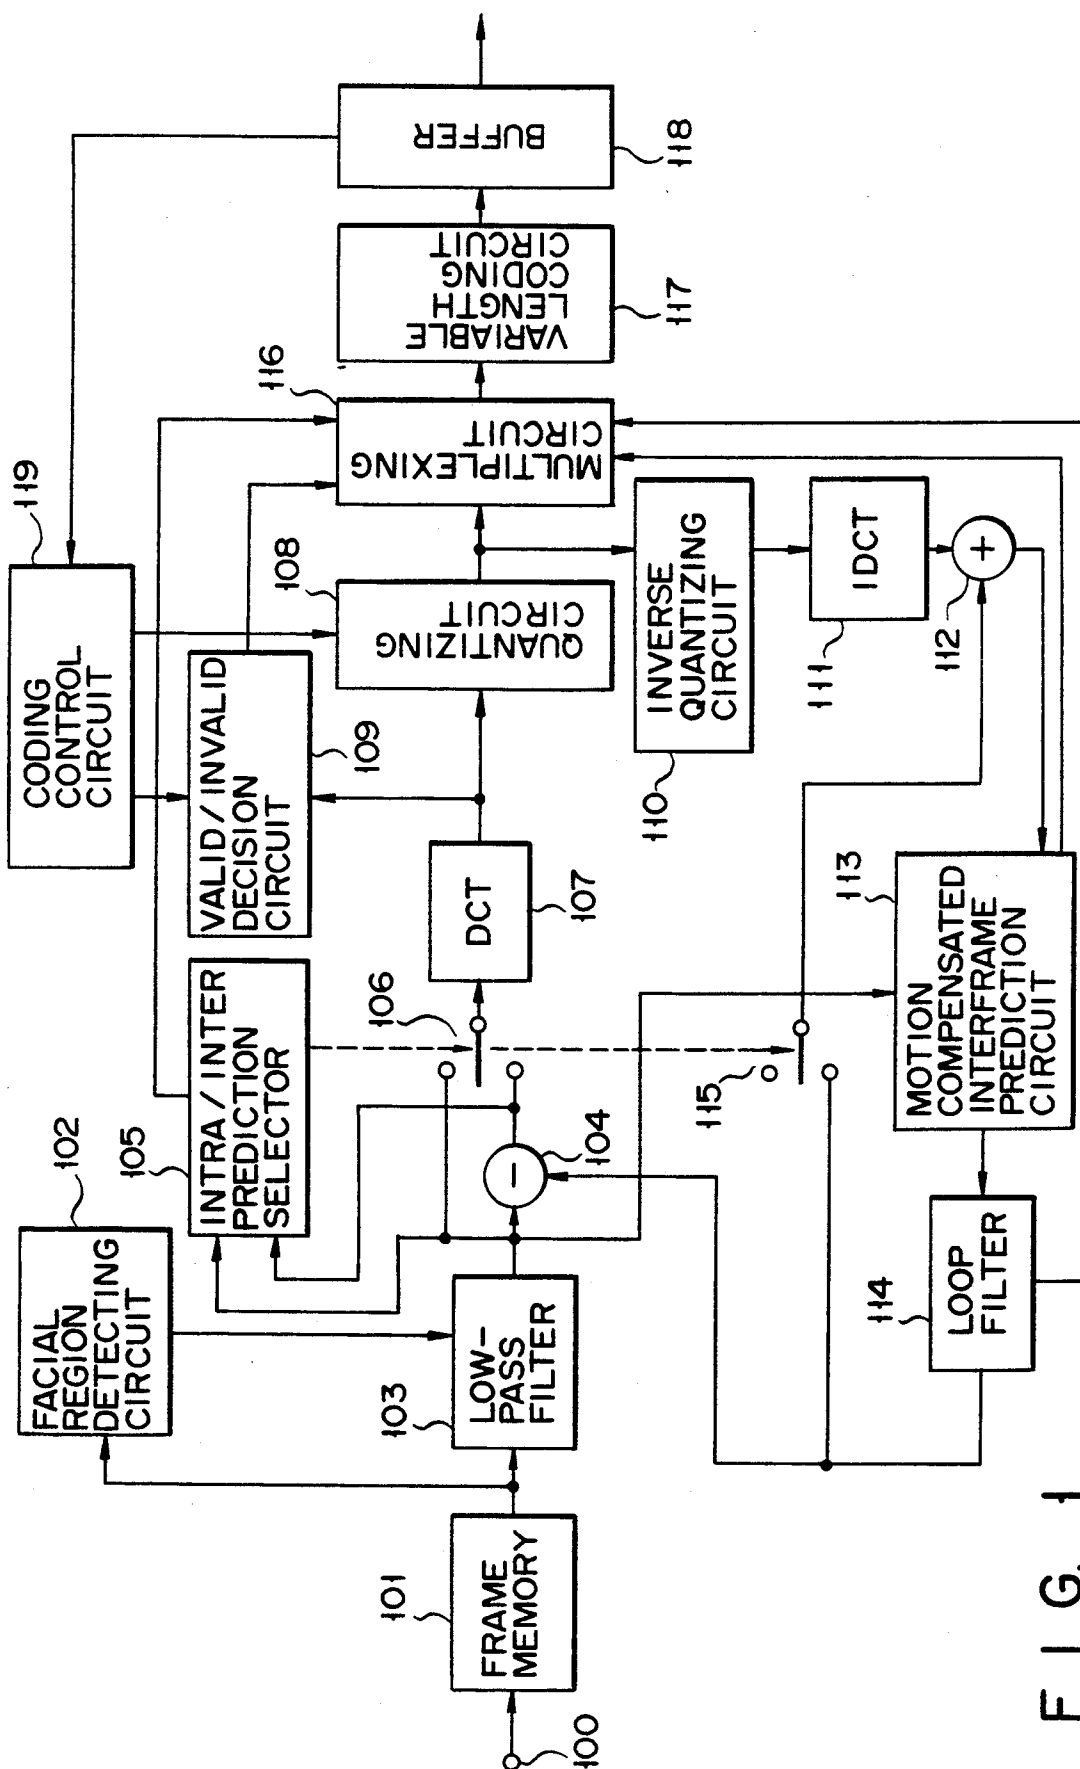 CODING
CONTROL
CIRCUIT
119
FACIAL
REGION
DETECTING
CIRCUIT
102
INTRA/INTER
PREDICTION
SELECTOR
105
VALID/INVALID
DECISION
CIRCUIT
109
100
FRAME
MEMORY
101
LOW-
PASS
FILTER
103
−
104
106
DCT
107
QUANTIZING
CIRCUIT
108
MULTIPLEXING
CIRCUIT
116
VARIABLE
LENGTH
CODING
CIRCUIT
117
BUFFER
118
INVERSE
QUANTIZING
CIRCUIT
110
IDCT
111
+
112
115
MOTION
COMPENSATED
INTERFRAME
PREDICTION
CIRCUIT
113
LOOP
FILTER
114
F I G. 1